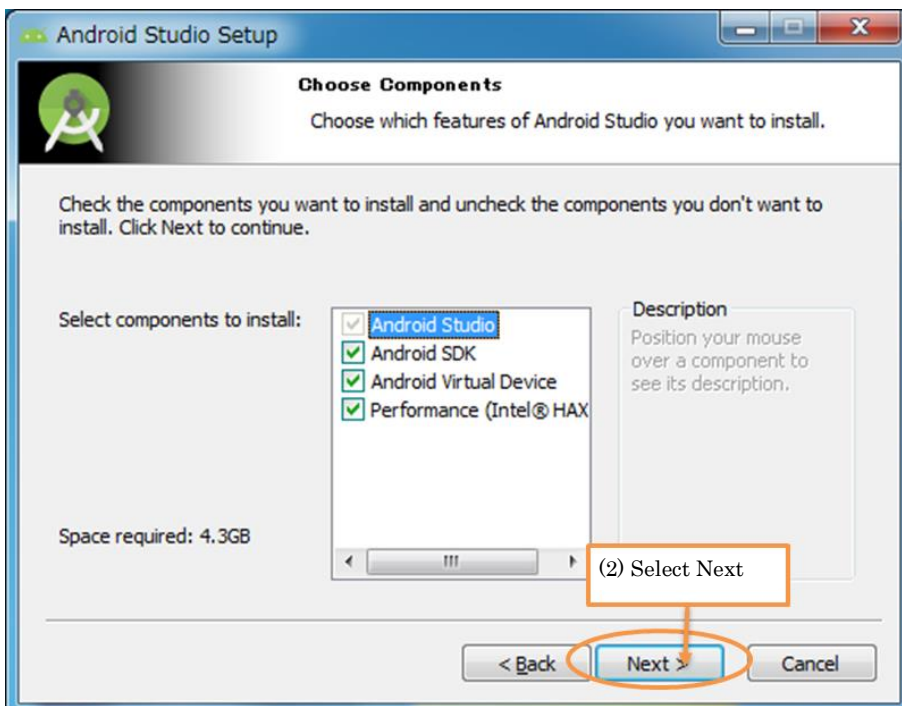 Android Studio Setup
Choose Components
Choose which features of Android Studio you want to install.
Check the components you want to install and uncheck the components you don't want to
install. Click Next to continue.
Select components to install:
Android Studio
Android SDK
Android Virtual Device
Performance (Intel® HAX
Description
Position your mouse
over a component to
see its description.
Space required: 4.3GB
(2) Select Next
< Back
Next >
Cancel